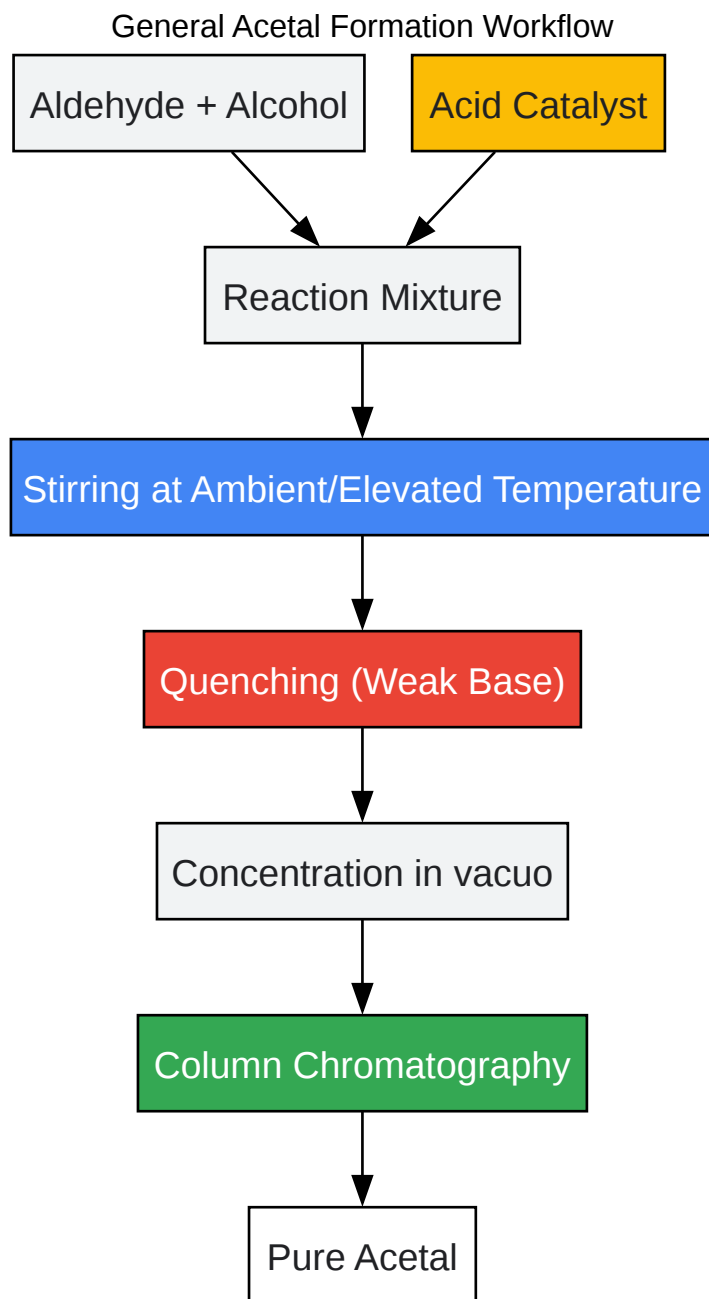 General Acetal Formation Workflow
Aldehyde + Alcohol
Acid Catalyst
Reaction Mixture
Stirring at Ambient/Elevated Temperature
Quenching (Weak Base)
Concentration in vacuo
Column Chromatography
Pure Acetal